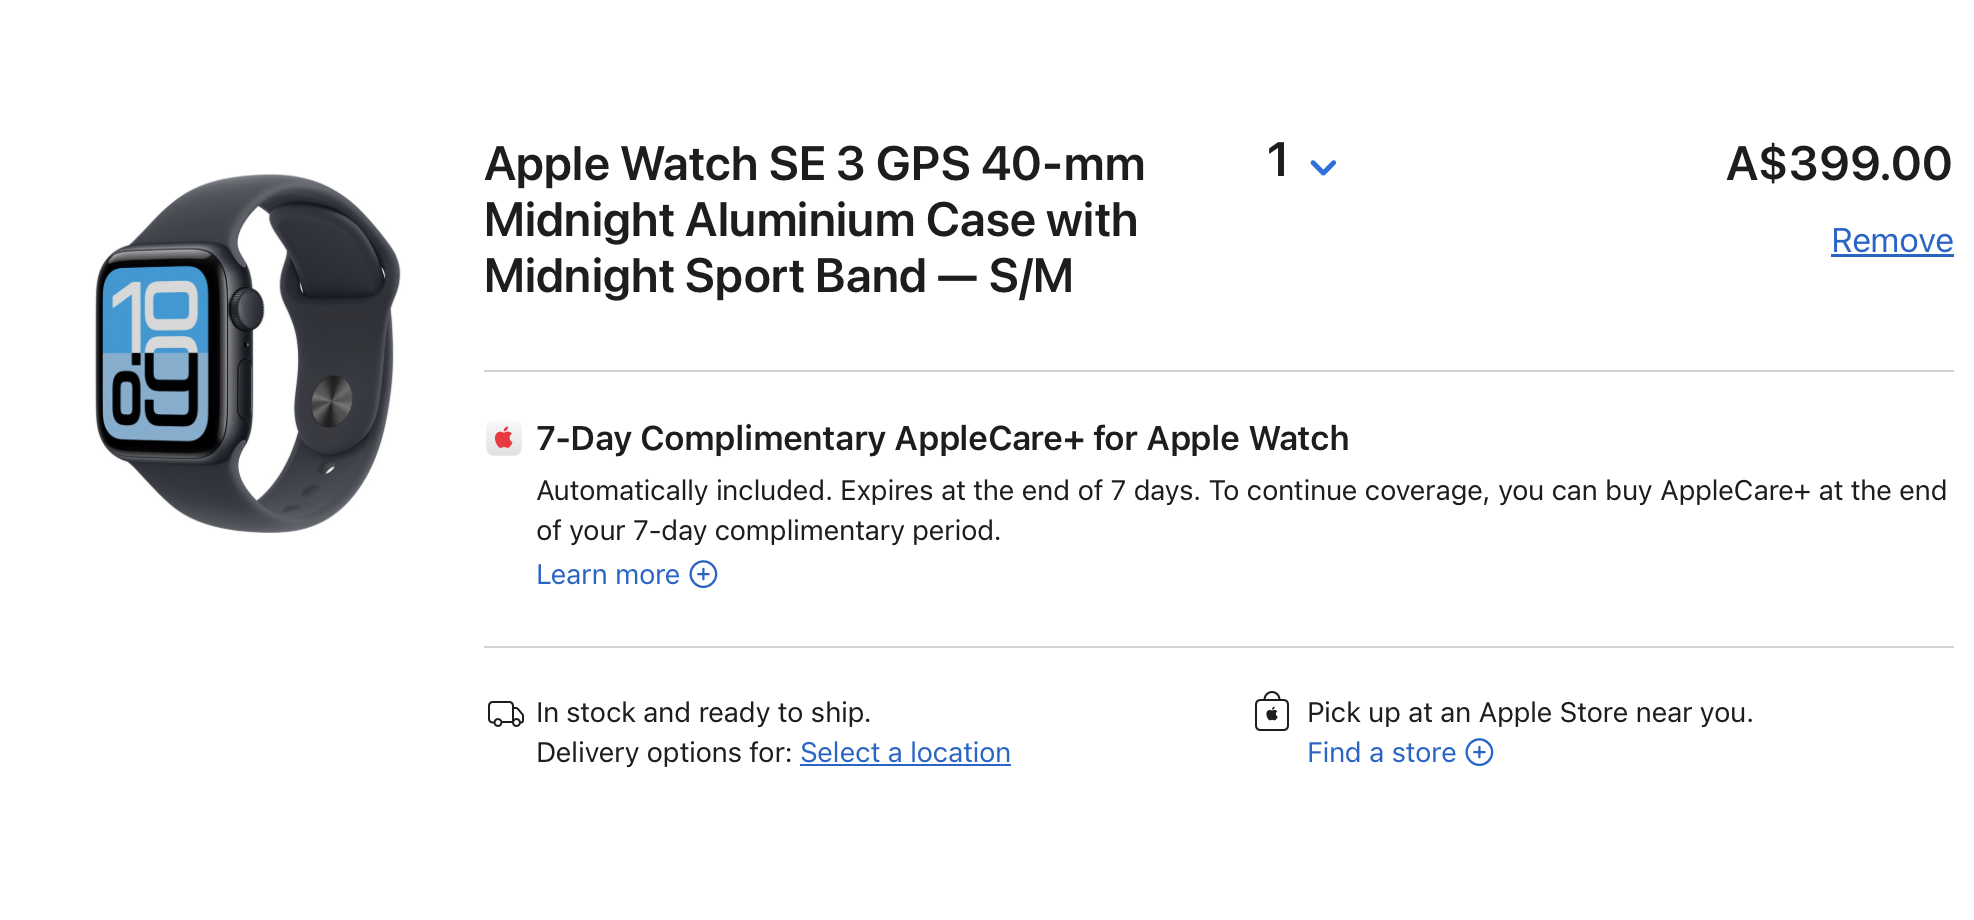 Apple Watch SE 3 GPS 40-mm
Midnight Aluminium Case with
Midnight Sport Band — S/M
1
A$399.00
Remove
10
09
7-Day Complimentary AppleCare+ for Apple Watch
Automatically included. Expires at the end of 7 days. To continue coverage, you can buy AppleCare+ at the end
of your 7-day complimentary period.
Learn more
In stock and ready to ship.
Delivery options for: Select a location
Pick up at an Apple Store near you.
Find a store